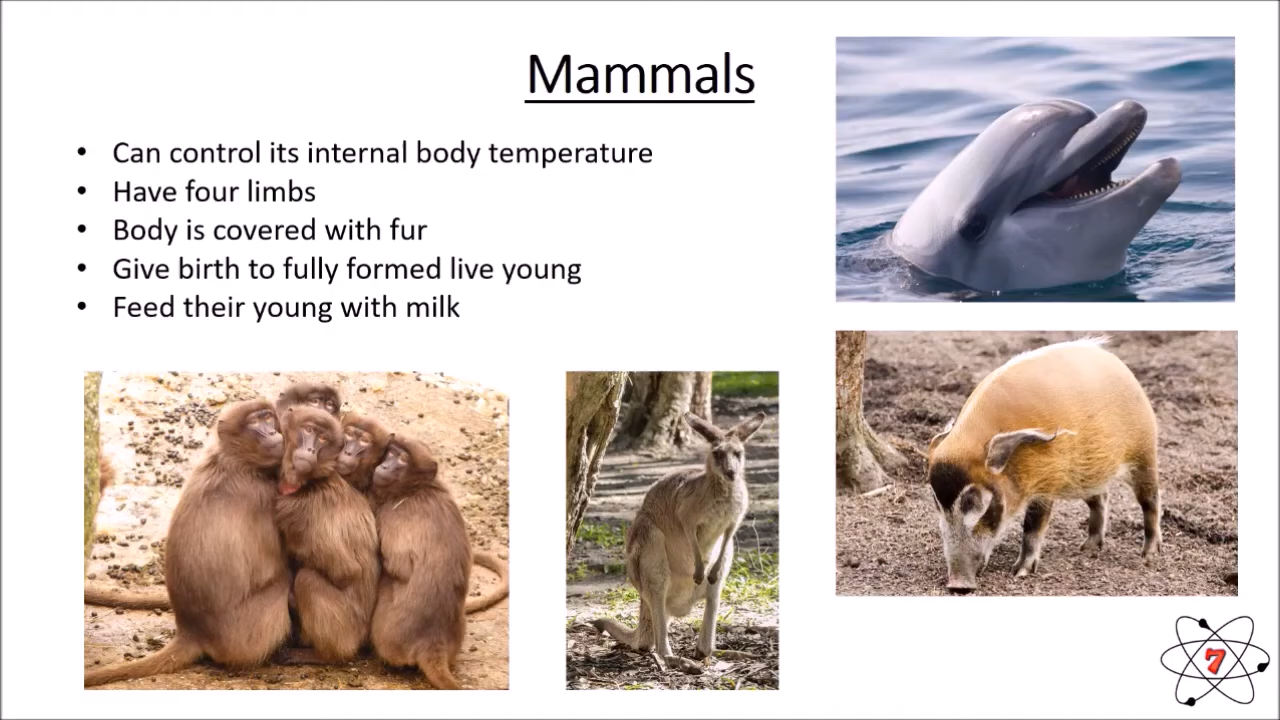 Mammals
• Can control its internal body temperature
• Have four limbs
• Body is covered with fur
• Give birth to fully formed live young
• Feed their young with milk
7